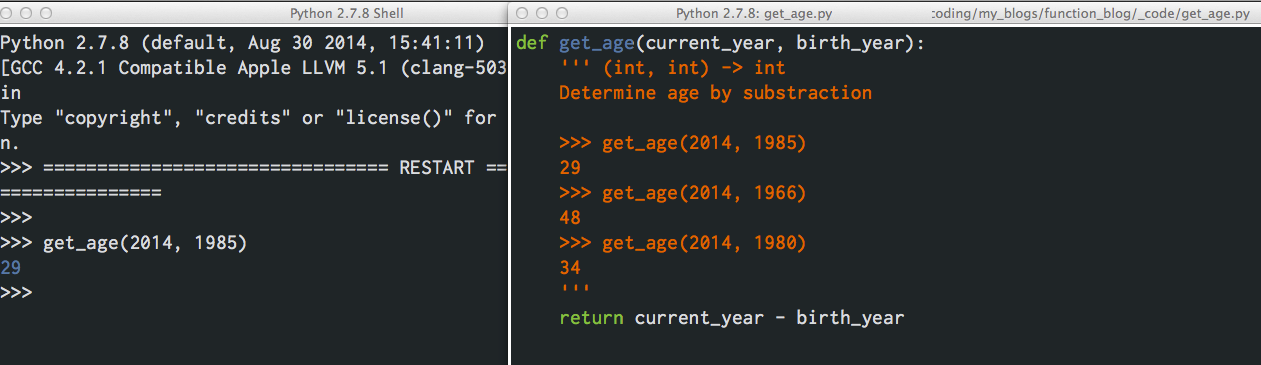 Python 2.7.8 Shell
Python 2.7.8 (default, Aug 30 2014, 15:41:11)
[GCC 4.2.1 Compatible Apple LLVM 5.1 (clang-503
in
Type "copyright", "credits" or "license()" for
n.
>>> ================================ RESTART ==
===============
>>>
>>> get_age(2014, 1985)
29
>>>
Python 2.7.8: get_age.py
:oding/my_blogs/function_blog/_code/get_age.py
def get_age(current_year, birth_year):
    ''' (int, int) -> int
    Determine age by substraction

    >>> get_age(2014, 1985)
    29
    >>> get_age(2014, 1966)
    48
    >>> get_age(2014, 1980)
    34
    '''
    return current_year - birth_year